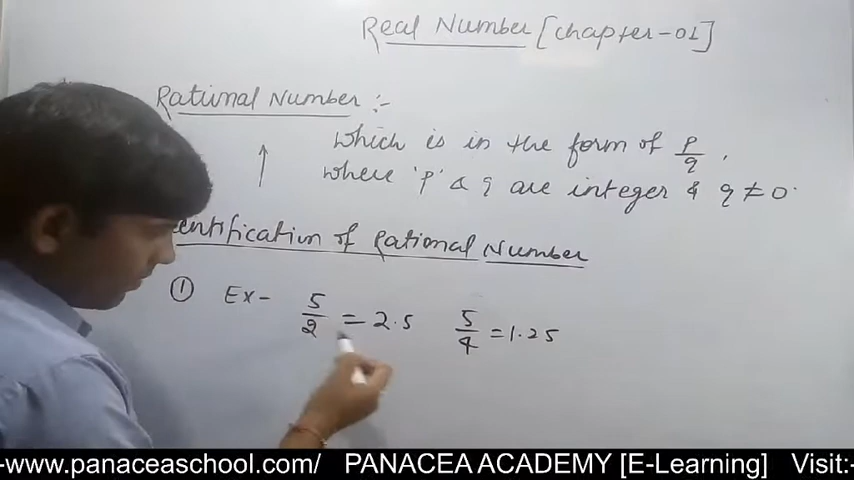 Real Number [chapter-01]
Rational Number :-
which is in the form of p/q .
where 'p' & q are integer & q ≠ 0.
entification of Rational Number
① Ex- 5/2 = 2.5 5/4 = 1.25
-www.panaceaschool.com/ PANACEA ACADEMY [E-Learning] Visit:-